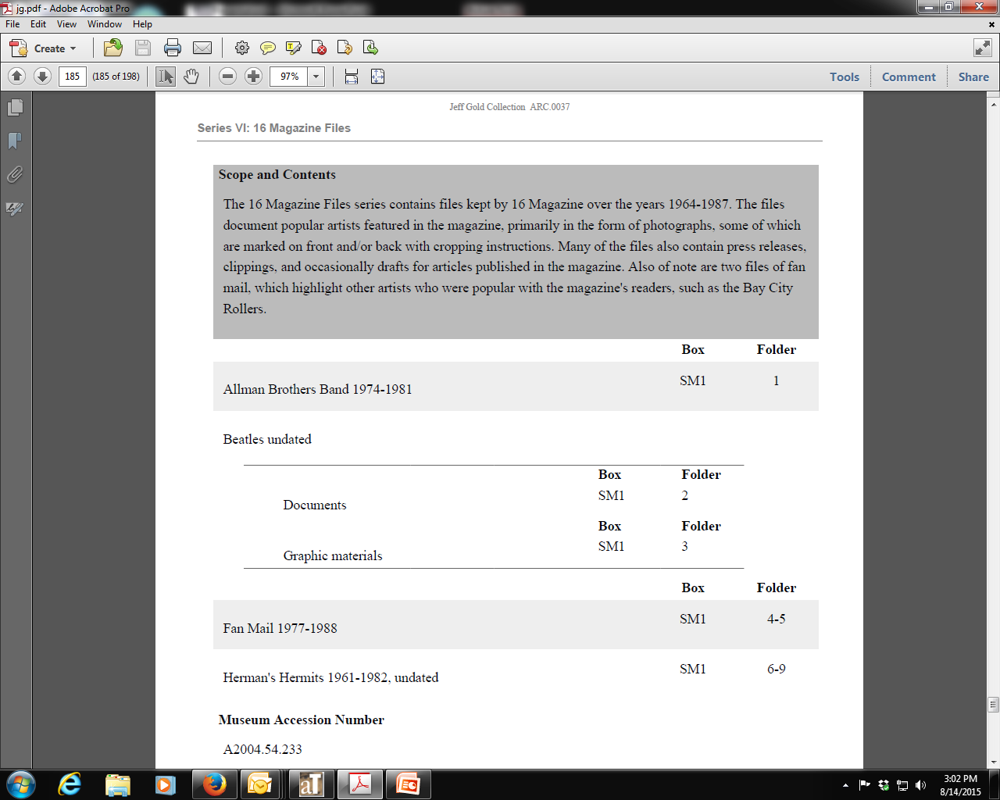 jg.pdf - Adobe Acrobat Pro
File Edit View Window Help
Create
185 (185 of 198) 97% Tools Comment Share
Jeff Gold Collection ARC.0037
Series VI: 16 Magazine Files
Scope and Contents
The 16 Magazine Files series contains files kept by 16 Magazine over the years 1964-1987. The files
document popular artists featured in the magazine, primarily in the form of photographs, some of which
are marked on front and/or back with cropping instructions. Many of the files also contain press releases,
clippings, and occasionally drafts for articles published in the magazine. Also of note are two files of fan
mail, which highlight other artists who were popular with the magazine's readers, such as the Bay City
Rollers.
Box Folder
SM1 1
Allman Brothers Band 1974-1981
Beatles undated
Box Folder
SM1 2
Documents
Box Folder
SM1 3
Graphic materials
Box Folder
SM1 4-5
Fan Mail 1977-1988
SM1 6-9
Herman's Hermits 1961-1982, undated
Museum Accession Number
A2004.54.233
aT
3:02 PM
8/14/2015